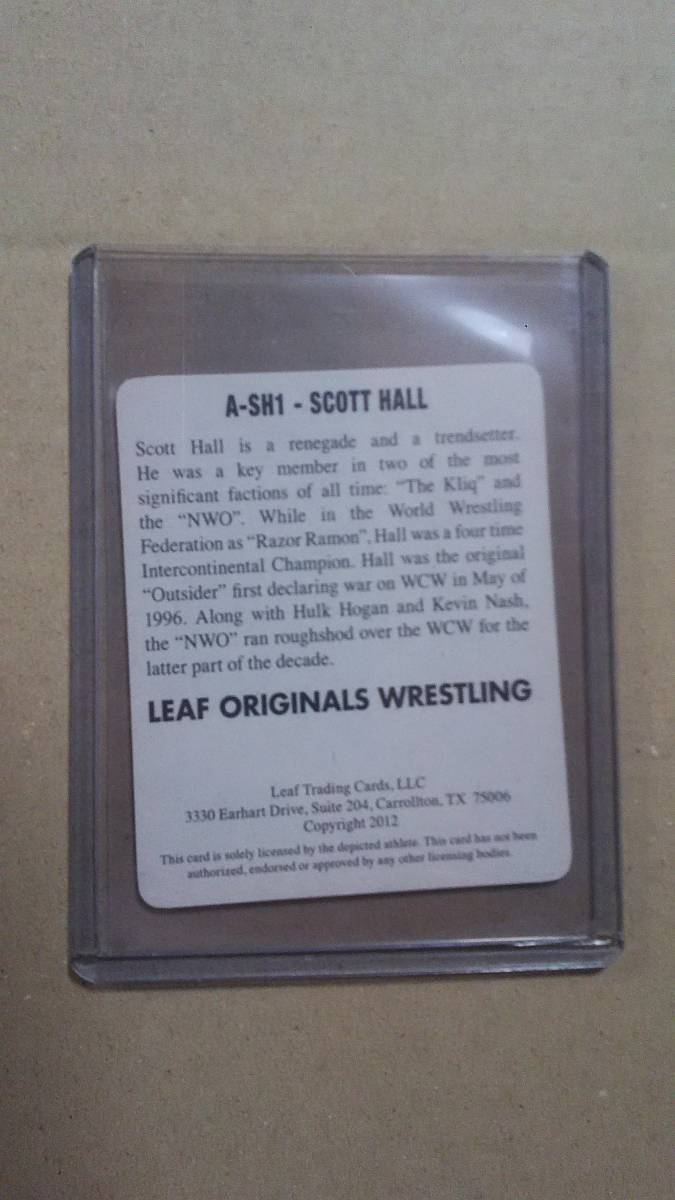 A-SH1 - SCOTT HALL
Scott Hall is a renegade and a trendsetter.
He was a key member in two of the most
significant factions of all time: “The Kliq” and
the “NWO”. While in the World Wrestling
Federation as “Razor Ramon”, Hall was a four time
Intercontinental Champion. Hall was the original
“Outsider” first declaring war on WCW in May of
1996. Along with Hulk Hogan and Kevin Nash,
the “NWO” ran roughshod over the WCW for the
latter part of the decade.
LEAF ORIGINALS WRESTLING
Leaf Trading Cards, LLC
3330 Earhart Drive, Suite 204, Carrollton, TX 75006
Copyright 2012
This card is solely licensed by the depicted athlete. This card has not been
authorized, endorsed or approved by any other licensing bodies.